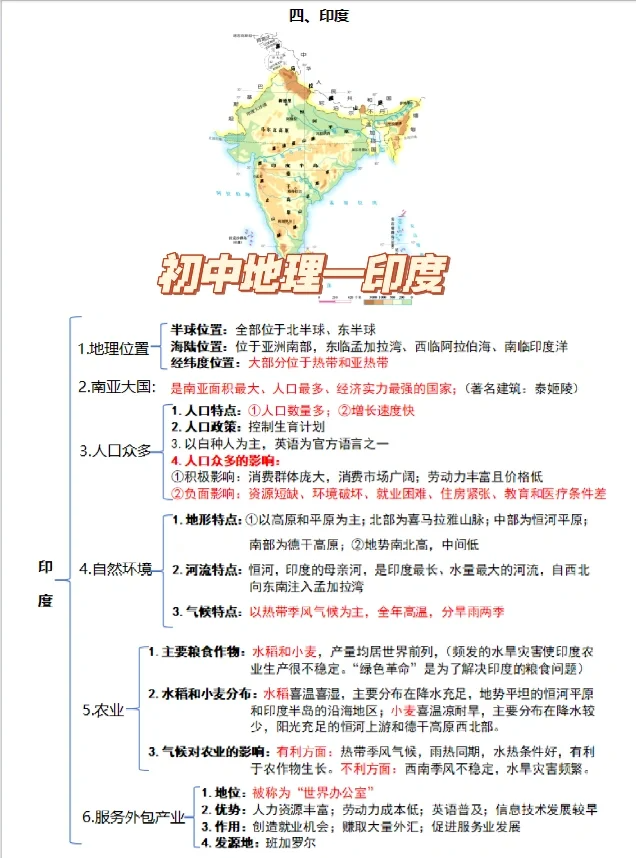 四、印度
初中地理—印度
印度
1.地理位置
半球位置：全部位于北半球、东半球
海陆位置：位于亚洲南部，东临孟加拉湾、西临阿拉伯海、南临印度洋
经纬度位置：大部分位于热带和亚热带
2.南亚大国：是南亚面积最大、人口最多、经济实力最强的国家；（著名建筑：泰姬陵）
3.人口众多
1. 人口特点：①人口数量多；②增长速度快
2. 人口政策：控制生育计划
3. 以白种人为主，英语为官方语言之一
4. 人口众多的影响：
①积极影响：消费群体庞大，消费市场广阔；劳动力丰富且价格低
②负面影响：资源短缺、环境破坏、就业困难、住房紧张、教育和医疗条件差
4.自然环境
1. 地形特点：①以高原和平原为主；北部为喜马拉雅山脉；中部为恒河平原；
南部为德干高原；②地势南北高，中间低
2. 河流特点：恒河，印度的母亲河，是印度最长、水量最大的河流，自西北
向东南注入孟加拉湾
3. 气候特点：以热带季风气候为主，全年高温，分旱雨两季
5.农业
1. 主要粮食作物：水稻和小麦，产量均居世界前列，（频发的水旱灾害使印度农
业生产很不稳定。“绿色革命”是为了解决印度的粮食问题）
2. 水稻和小麦分布：水稻喜温喜湿，主要分布在降水充足，地势平坦的恒河平原
和印度半岛的沿海地区；小麦喜温凉耐旱，主要分布在降水较
少，阳光充足的恒河上游和德干高原西北部。
3. 气候对农业的影响：有利方面：热带季风气候，雨热同期，水热条件好，有利
于农作物生长。不利方面：西南季风不稳定，水旱灾害频繁。
6.服务外包产业
1. 地位：被称为“世界办公室”
2. 优势：人力资源丰富；劳动力成本低；英语普及；信息技术发展较早
3. 作用：创造就业机会；赚取大量外汇；促进服务业发展
4. 发源地：班加罗尔